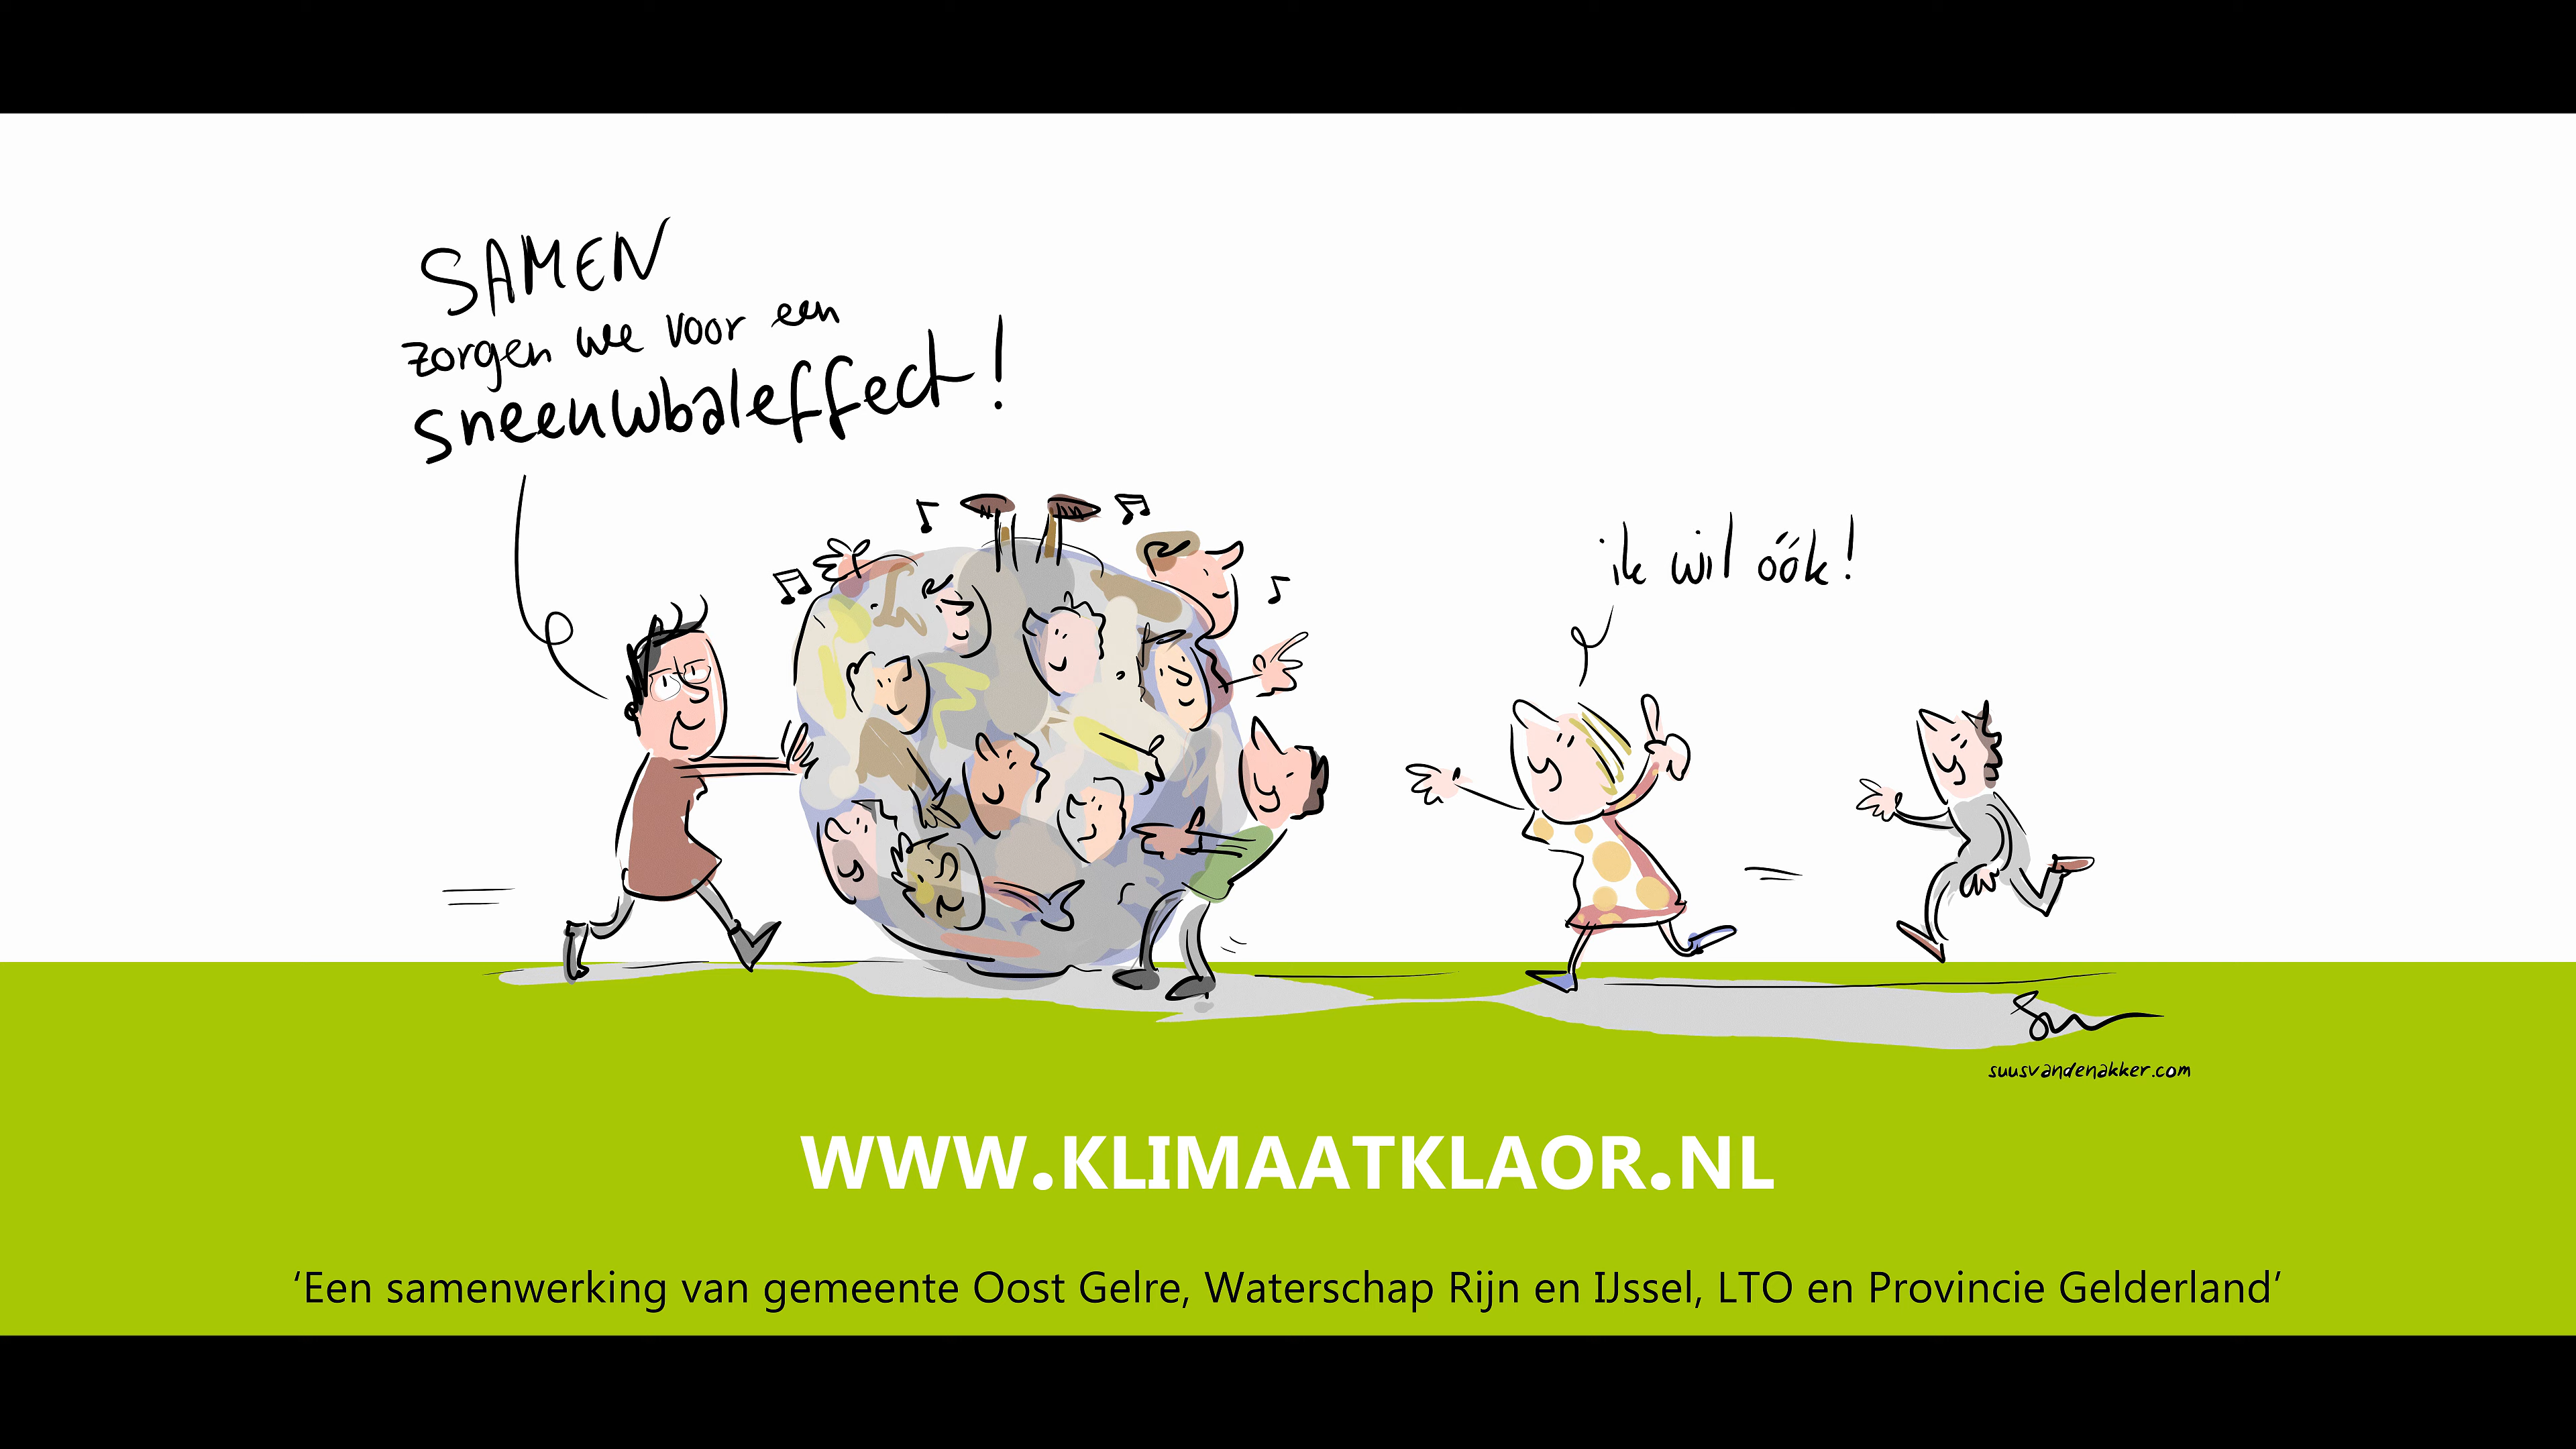 SAMEN
zorgen we voor een
sneeuwbaleffect!
ik wil óók!
suusvandenakker.com
WWW.KLIMAATKLAOR.NL
‘Een samenwerking van gemeente Oost Gelre, Waterschap Rijn en IJssel, LTO en Provincie Gelderland’